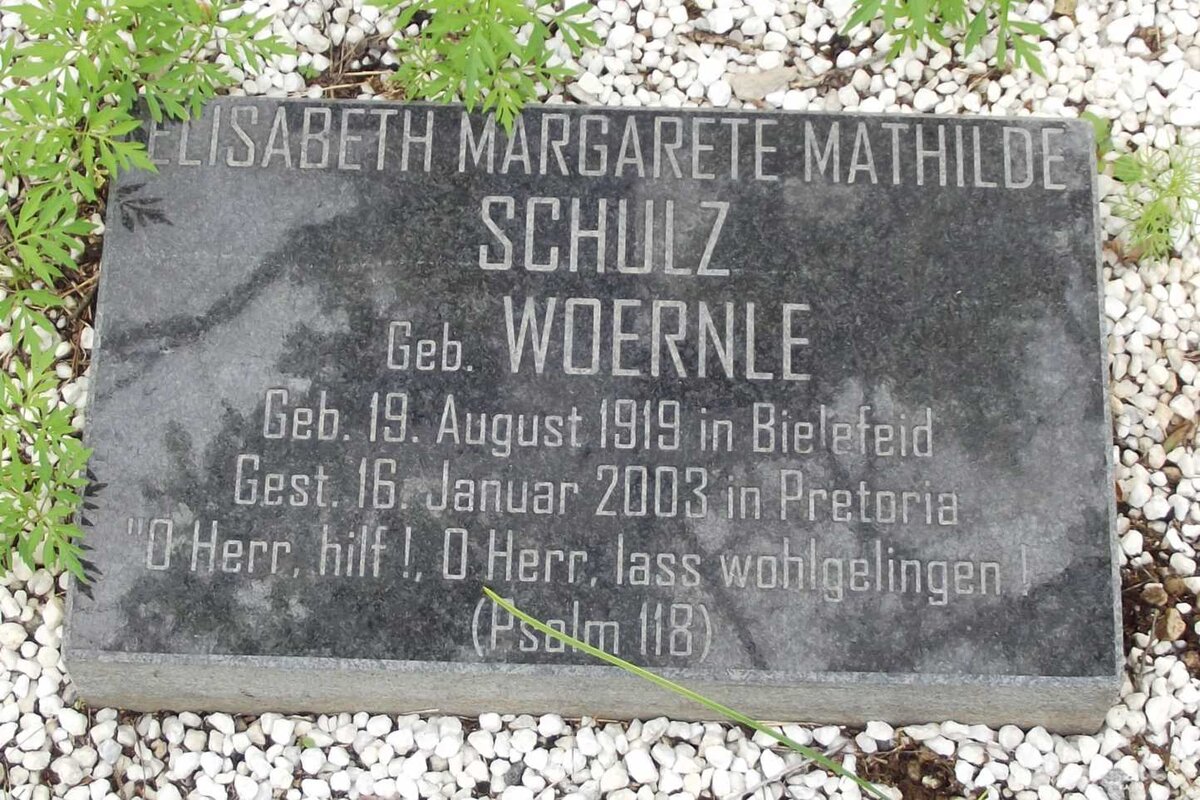 ELISABETH MARGARETE MATHILDE
SCHULZ
Geb. WOERNLE
Geb. 19. August 1919 in Bielefeid
Gest. 16. Januar 2003 in Pretoria
"O Herr, hilf!, O Herr, lass wohlgelingen!
(Psalm 118)